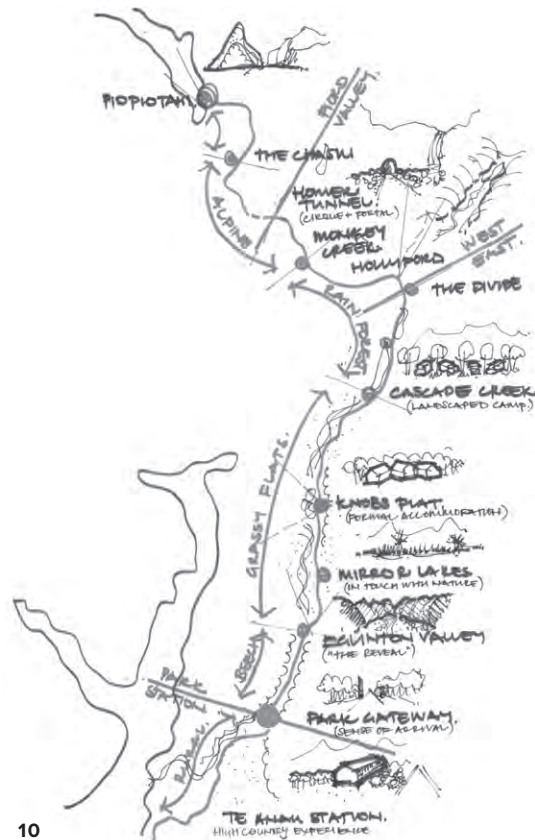 PIOPIOTAHI
THE CHASM
FIORD
VALLEY.
HOMER
TUNNEL.
(CIRQUE + PORTAL)
MONKEY
CREEK.
HOLLYFORD
ALPINE
WEST
EAST.
THE DIVIDE
RAIN
FOREST
CASCADE CREEK.
(LANDSCAPED CAMP.)
GRASSY FLATS.
KNOBS FLAT.
(FORMAL ACCOMMODATION)
MIRROR LAKES
(IN TOUCH WITH NATURE)
EGLINTON VALLEY
("THE REVEAL")
BEECH
PARK
STATION
PARK GATEWAY.
(SENSE OF ARRIVAL)
RURAL.
TE ANAU STATION.
HIGH COUNTRY EXPERIENCE
10